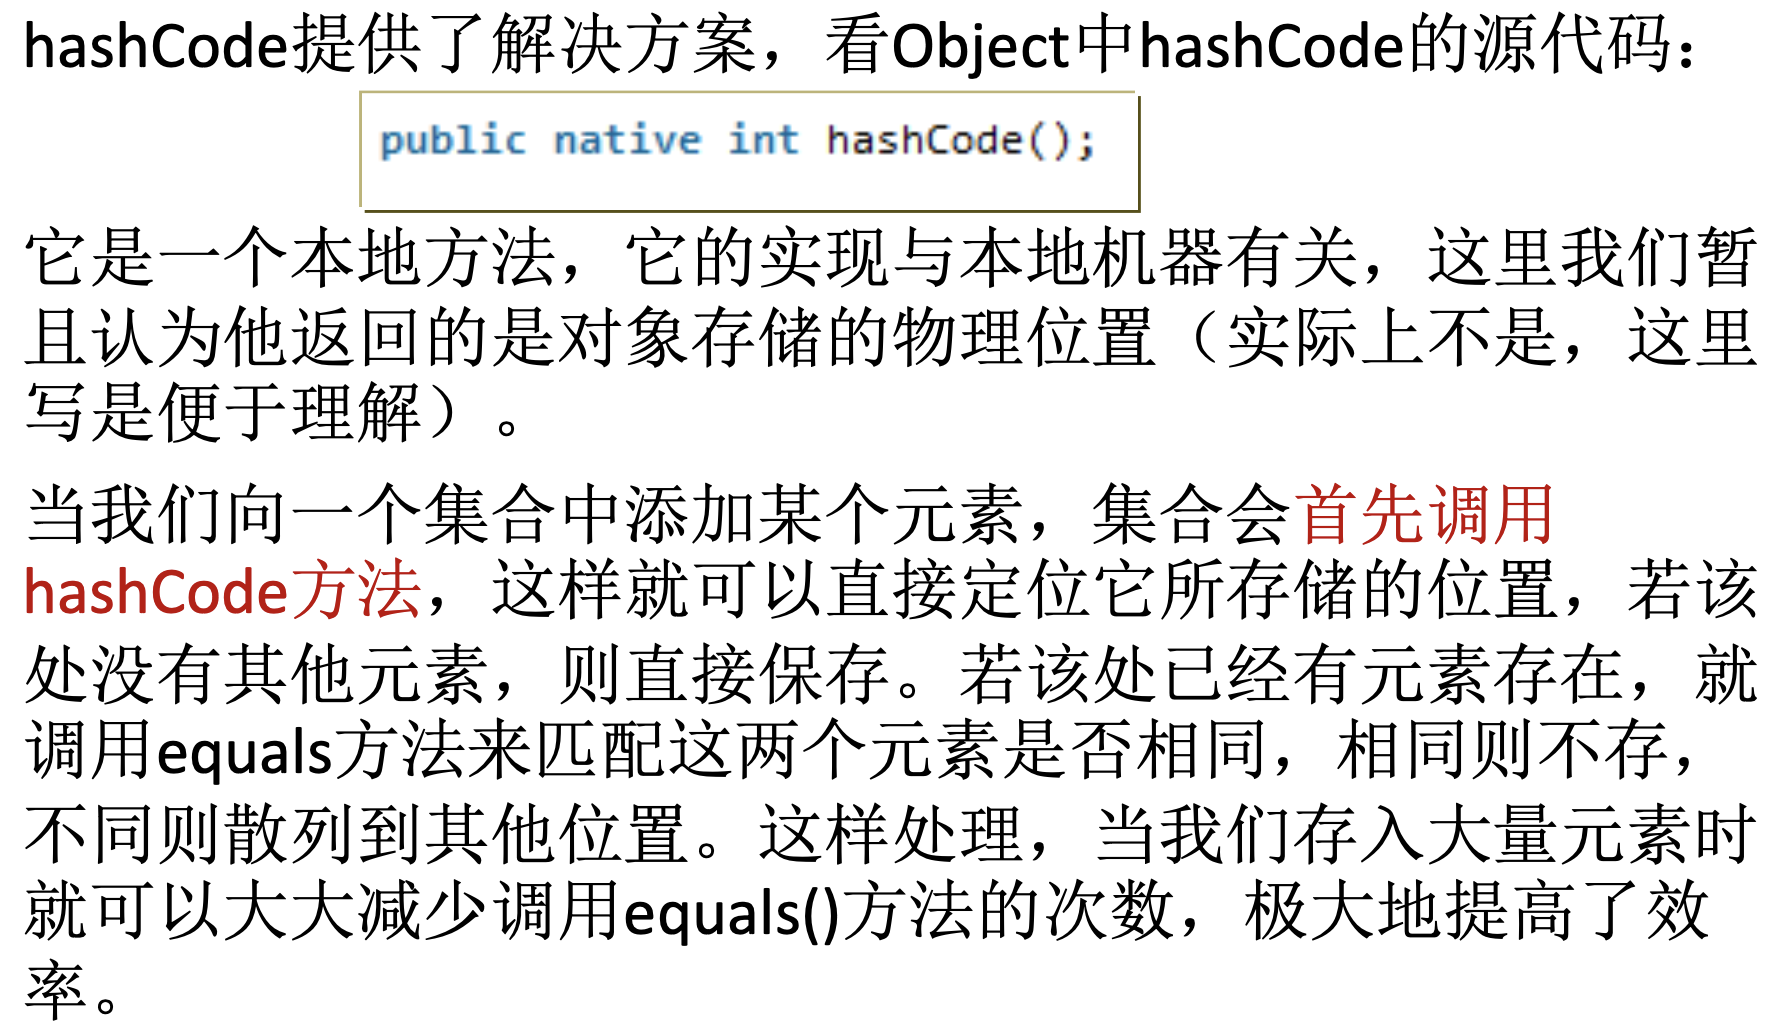 hashCode提供了解决方案，看Object中hashCode的源代码：
public native int hashCode();
它是一个本地方法，它的实现与本地机器有关，这里我们暂
且认为他返回的是对象存储的物理位置（实际上不是，这里
写是便于理解）。
当我们向一个集合中添加某个元素，集合会首先调用
hashCode方法，这样就可以直接定位它所存储的位置，若该
处没有其他元素，则直接保存。若该处已经有元素存在，就
调用equals方法来匹配这两个元素是否相同，相同则不存，
不同则散列到其他位置。这样处理，当我们存入大量元素时
就可以大大减少调用equals()方法的次数，极大地提高了效
率。